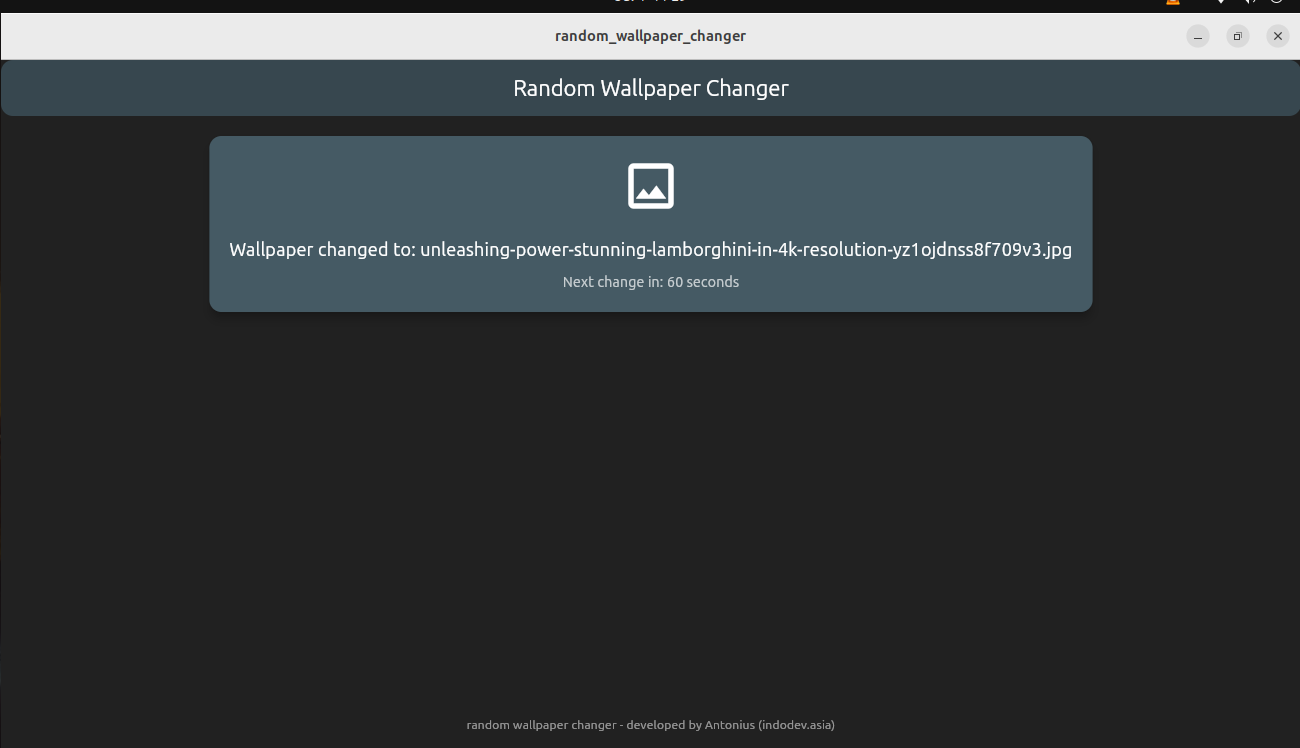 random_wallpaper_changer
Random Wallpaper Changer
Wallpaper changed to: unleashing-power-stunning-lamborghini-in-4k-resolution-yz1ojdnss8f709v3.jpg
Next change in: 60 seconds
random wallpaper changer - developed by Antonius (indodev.asia)